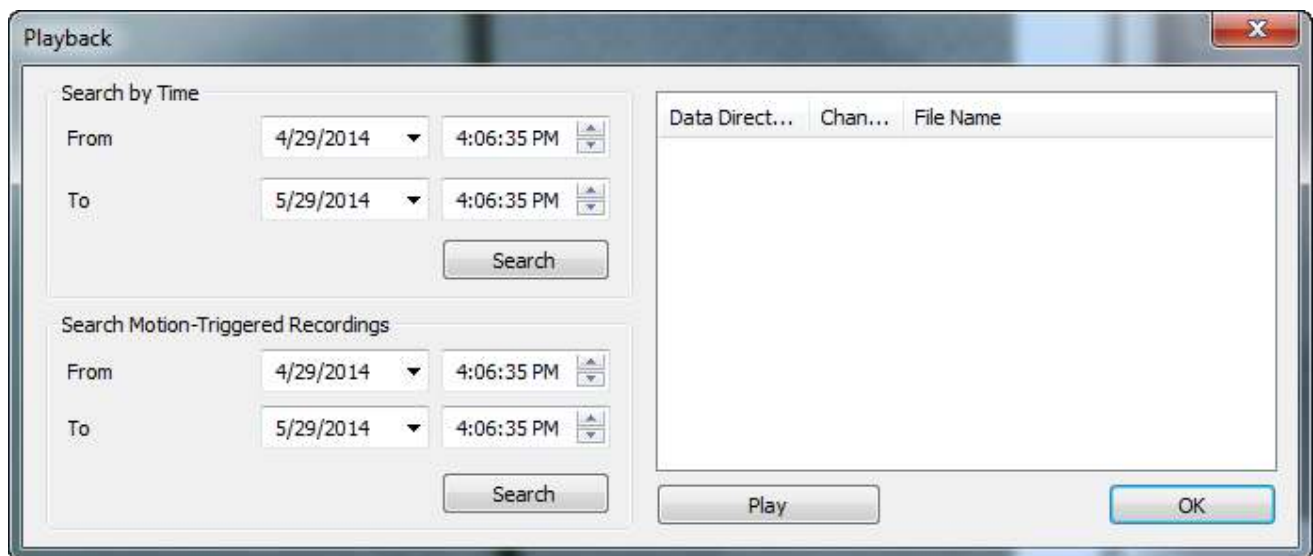 Playback
Search by Time
From 4/29/2014 4:06:35 PM
To 5/29/2014 4:06:35 PM
Search
Search Motion-Triggered Recordings
From 4/29/2014 4:06:35 PM
To 5/29/2014 4:06:35 PM
Search
Data Direct... Chan... File Name
Play OK